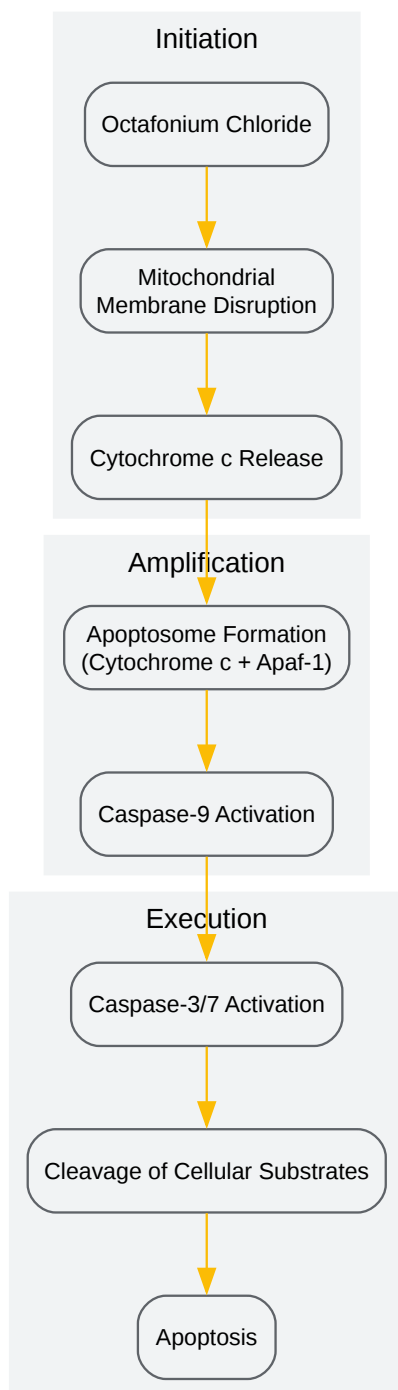 Initiation
Octafonium Chloride
Mitochondrial
Membrane Disruption
Cytochrome c Release
Amplification
Apoptosome Formation
(Cytochrome c + Apaf-1)
Caspase-9 Activation
Execution
Caspase-3/7 Activation
Cleavage of Cellular Substrates
Apoptosis